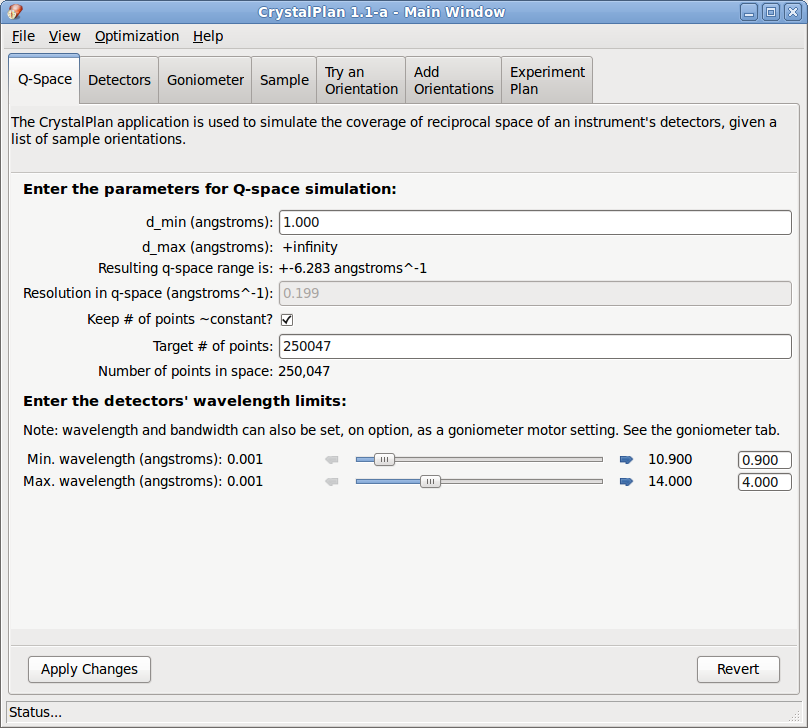 CrystalPlan 1.1-a - Main Window
File View Optimization Help
Q-Space Detectors Goniometer Sample Try an Orientation Add Orientations Experiment Plan
The CrystalPlan application is used to simulate the coverage of reciprocal space of an instrument's detectors, given a
list of sample orientations.
Enter the parameters for Q-space simulation:
d_min (angstroms): 1.000
d_max (angstroms): +infinity
Resulting q-space range is: +-6.283 angstroms^-1
Resolution in q-space (angstroms^-1): 0.199
Keep # of points ~constant?
Target # of points: 250047
Number of points in space: 250,047
Enter the detectors' wavelength limits:
Note: wavelength and bandwidth can also be set, on option, as a goniometer motor setting. See the goniometer tab.
Min. wavelength (angstroms): 0.001 10.900 0.900
Max. wavelength (angstroms): 0.001 14.000 4.000
Apply Changes Revert
Status...